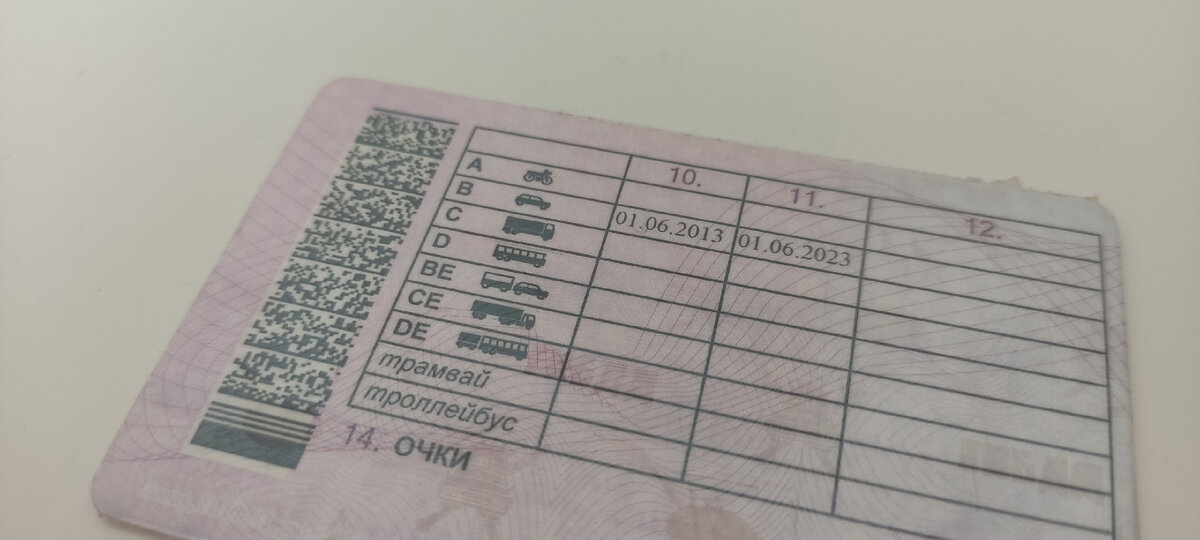 10. 11. 12.
A
B 01.06.2013 01.06.2023
C
D
BE
CE
DE
трамвай
троллейбус
14. ОЧКИ